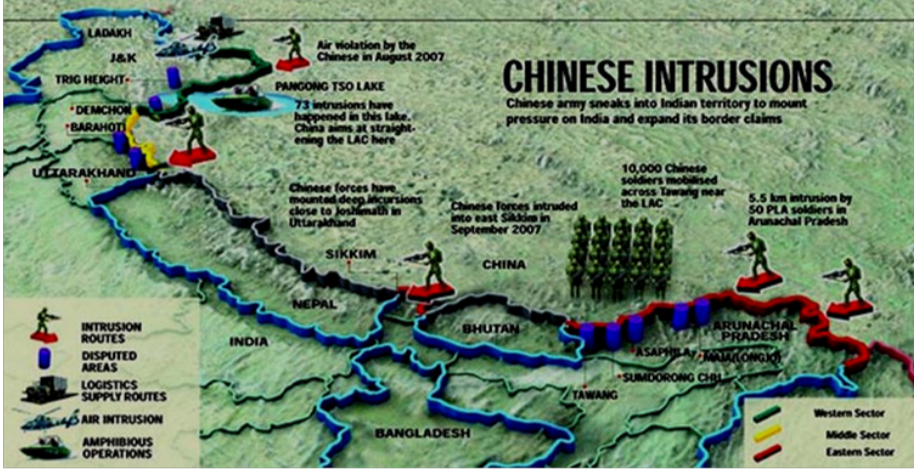 CHINESE INTRUSIONS
Chinese army sneaks into Indian territory to mount
pressure on India and expand its border claims
LADAKH
J&K
TRIG HEIGHT
DEMCHOK
BARAHOTI
UTTARAKHAND
Air violation by the
Chinese in August 2007
PANGONG TSO LAKE
73 intrusions have
happened in this lake.
China aims at straight-
ening the LAC here
Chinese forces have
mounted deep incursions
close to Joshimath in
Uttarakhand
Chinese forces intruded
into east Sikkim in
September 2007
10,000 Chinese
soldiers mobilised
across Tawang near
the LAC
5.5 km intrusion by
50 PLA soldiers in
Arunachal Pradesh
SIKKIM
CHINA
NEPAL
INDIA
BHUTAN
ARUNACHAL
PRADESH
SUMDORONG CHU
TAWANG
BANGLADESH
INTRUSION
ROUTES
DISPUTED
AREAS
LOGISTICS
SUPPLY ROUTES
AIR INTRUSION
AMPHIBIOUS
OPERATIONS
Western Sector
Middle Sector
Eastern Sector